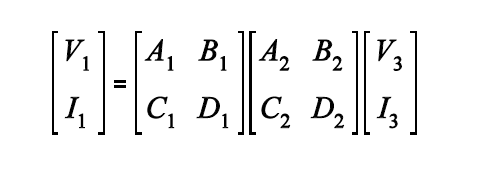 [V₁ I₁] = [A₁ B₁ C₁ D₁] [A₂ B₂ C₂ D₂] [V₃ I₃]